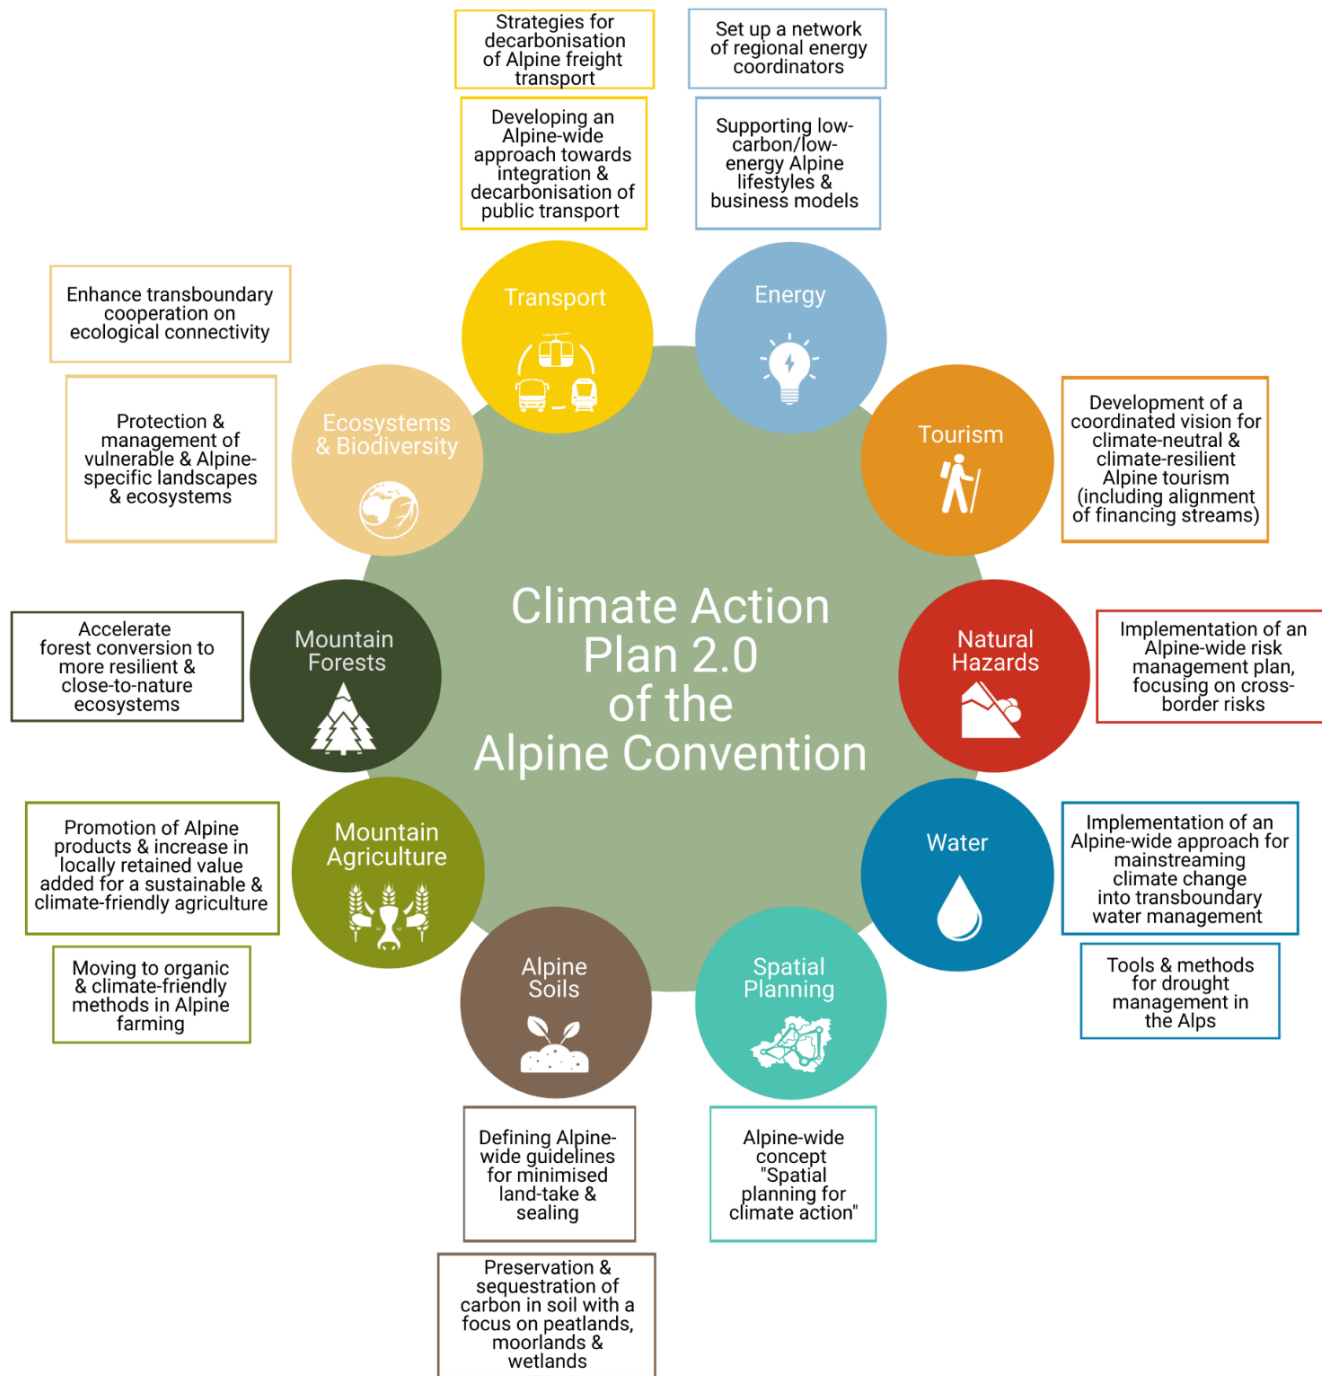 Strategies for
decarbonisation
of Alpine freight
transport
Developing an
Alpine-wide
approach towards
integration &
decarbonisation of
public transport
Transport
Set up a network
of regional energy
coordinators
Supporting low-
carbon/low-
energy Alpine
lifestyles &
business models
Energy
Development of a
coordinated vision for
climate-neutral &
climate-resilient
Alpine tourism
(including alignment
of financing streams)
Tourism
Implementation of an
Alpine-wide risk
management plan,
focusing on cross-
border risks
Natural
Hazards
Implementation of an
Alpine-wide approach for
mainstreaming
climate change
into transboundary
water management
Tools & methods
for drought
management in
the Alps
Water
Spatial
Planning
Alpine-wide
concept
"Spatial
planning for
climate action"
Alpine
Soils
Defining Alpine-
wide guidelines
for minimised
land-take &
sealing
Preservation &
sequestration of
carbon in soil with a
focus on peatlands,
moorlands &
wetlands
Mountain
Agriculture
Promotion of Alpine
products & increase in
locally retained value
added for a sustainable &
climate-friendly agriculture
Moving to organic
& climate-friendly
methods in Alpine
farming
Mountain
Forests
Accelerate
forest conversion to
more resilient &
close-to-nature
ecosystems
Ecosystems
& Biodiversity
Enhance transboundary
cooperation on
ecological connectivity
Protection &
management of
vulnerable & Alpine-
specific landscapes
& ecosystems
Climate Action
Plan 2.0
of the
Alpine Convention